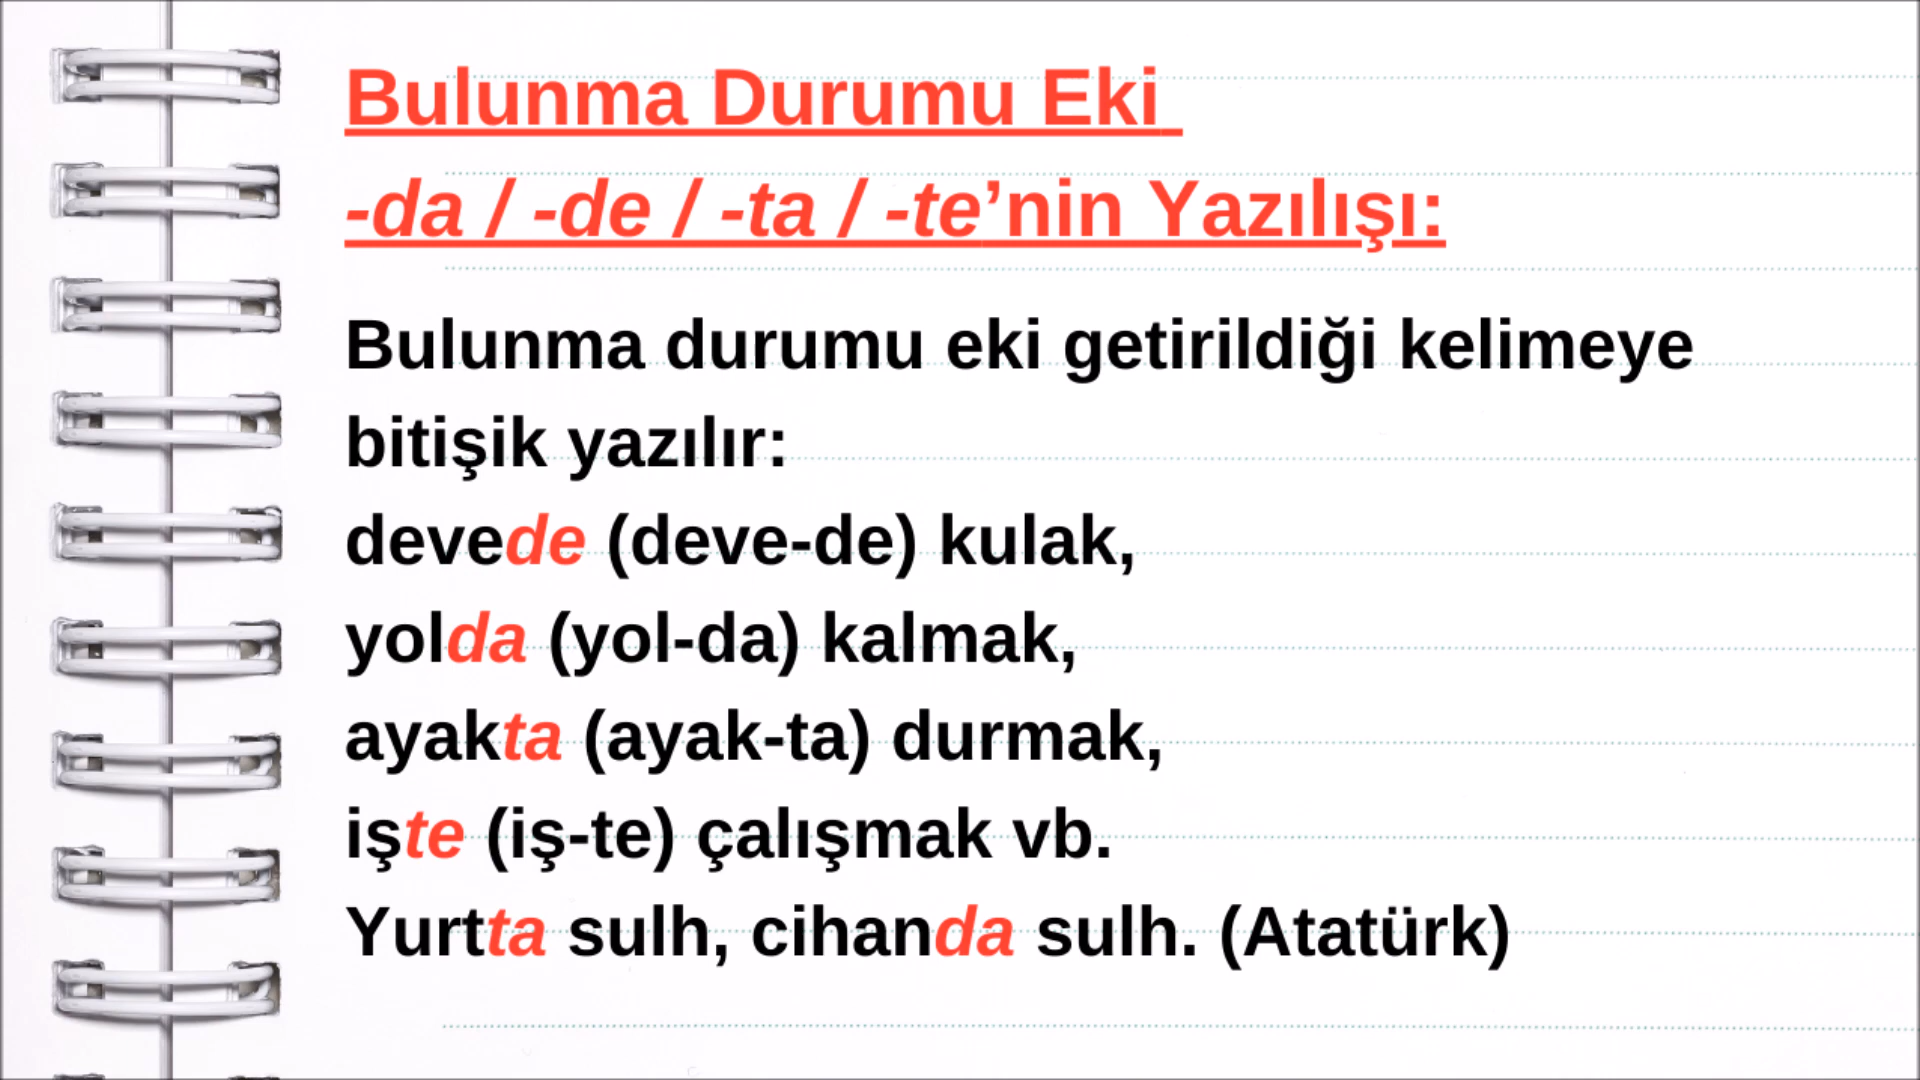 Bulunma Durumu Eki
-da / -de / -ta / -te’nin Yazılışı:
Bulunma durumu eki getirildiği kelimeye
bitişik yazılır:
devede (deve-de) kulak,
yolda (yol-da) kalmak,
ayakta (ayak-ta) durmak,
işte (iş-te) çalışmak vb.
Yurtta sulh, cihanda sulh. (Atatürk)